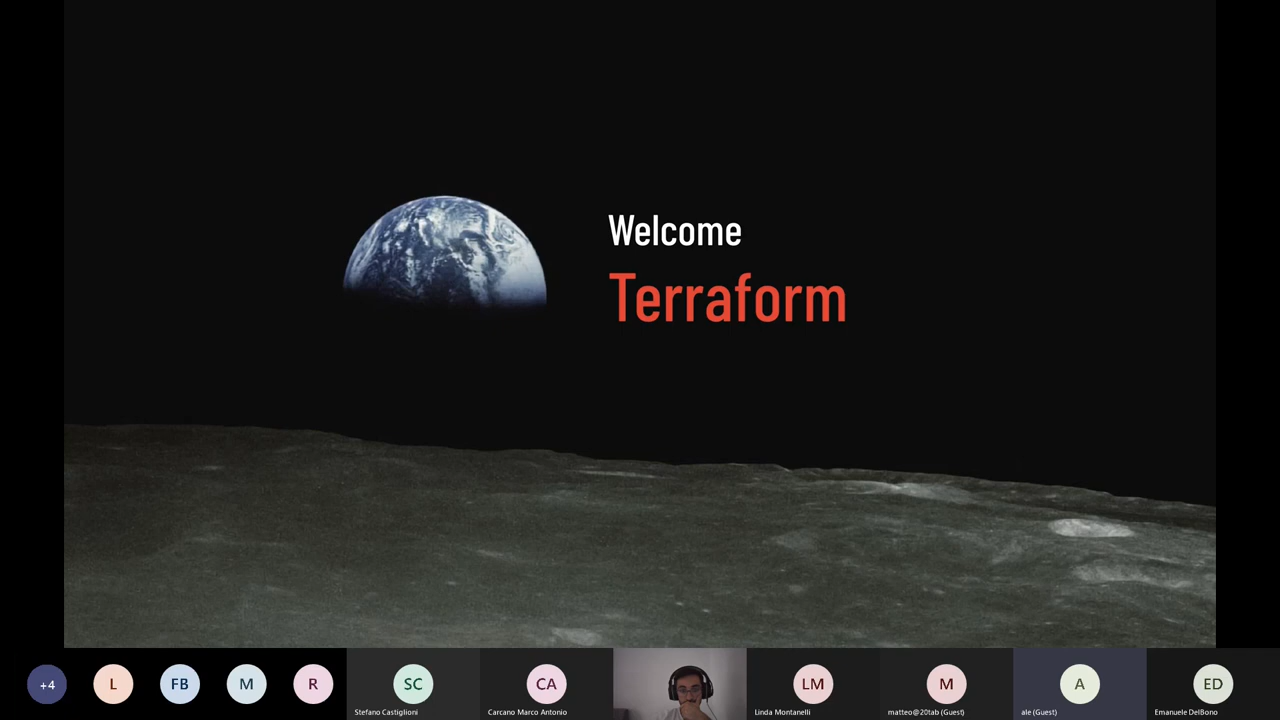 Welcome
Terraform
+4
L
FB
M
R
SC
Stefano Castiglioni
CA
Carcano Marco Antonio
LM
Linda Montanelli
M
matteo@20tab (Guest)
A
ale (Guest)
ED
Emanuele DelBono